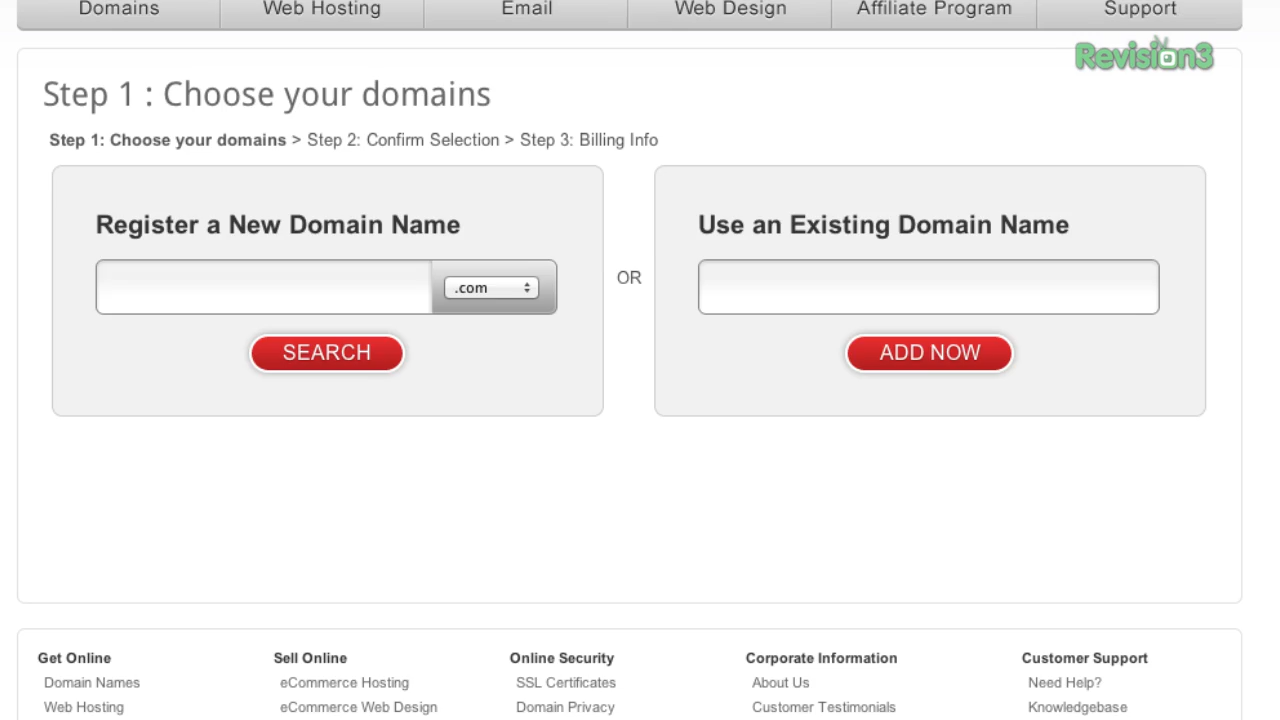 Domains Web Hosting Email Web Design Affiliate Program Support
Revision3
Step 1 : Choose your domains
Step 1: Choose your domains > Step 2: Confirm Selection > Step 3: Billing Info
Register a New Domain Name
.com
SEARCH
OR
Use an Existing Domain Name
ADD NOW
Get Online
Domain Names
Web Hosting
Sell Online
eCommerce Hosting
eCommerce Web Design
Online Security
SSL Certificates
Domain Privacy
Corporate Information
About Us
Customer Testimonials
Customer Support
Need Help?
Knowledgebase